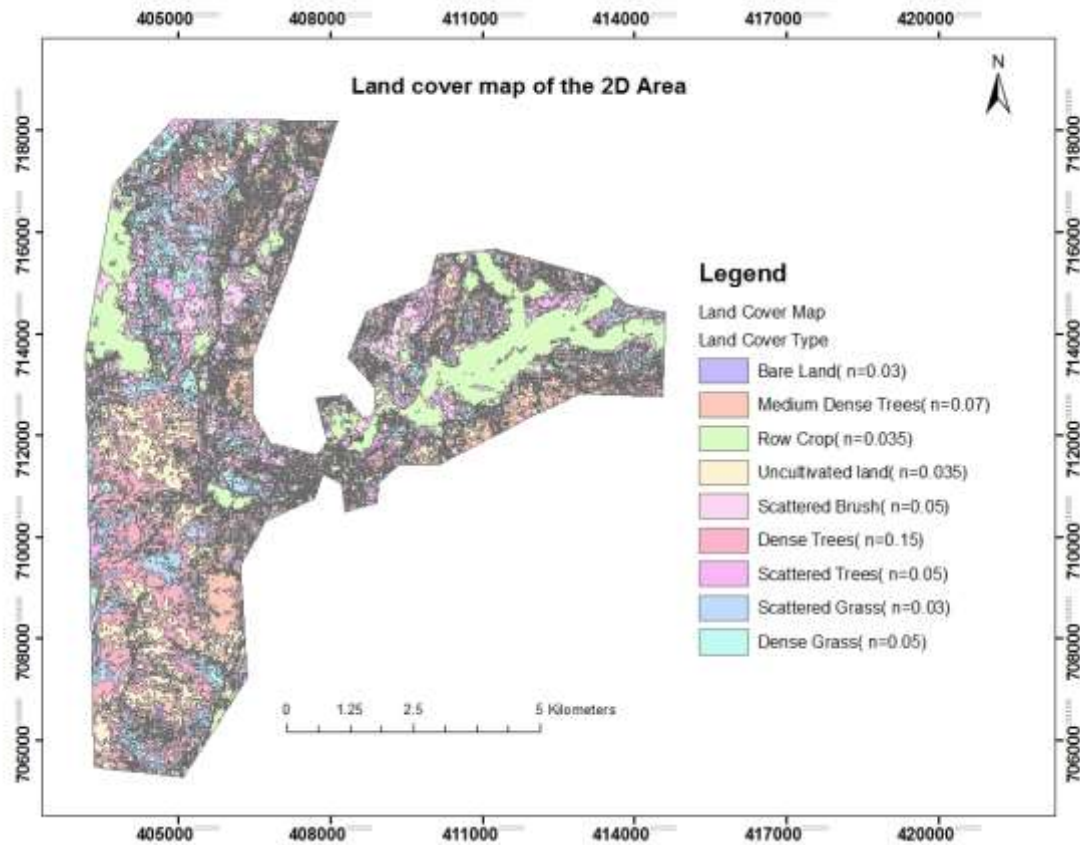 405000 408000 411000 414000 417000 420000
N
Land cover map of the 2D Area
718000 718000
716000 716000
Legend
Land Cover Map
714000 714000
Land Cover Type
Bare Land( n=0.03)
Medium Dense Trees( n=0.07)
712000 712000
Row Crop( n=0.035)
Uncultivated land( n=0.035)
Scattered Brush( n=0.05)
710000 710000
Dense Trees( n=0.15)
Scattered Trees( n=0.05)
Scattered Grass( n=0.03)
708000 708000
Dense Grass( n=0.05)
0 1.25 2.5 5 Kilometers
706000 706000
405000 408000 411000 414000 417000 420000